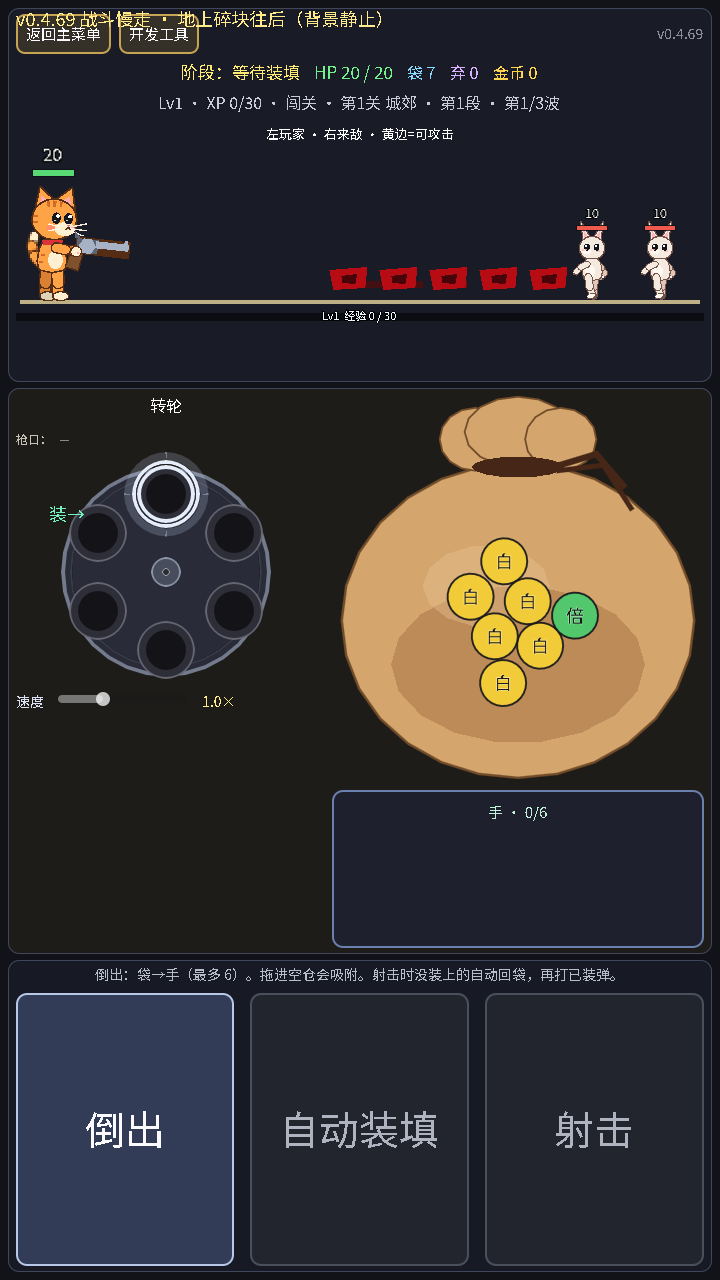 v0.4.69 战斗慢走 · 地上碎块往后（背景静止）
返回主菜单 开发工具 v0.4.69
阶段：等待装填 HP 20 / 20 袋 7 弃 0 金币 0
Lv1 · XP 0/30 · 闯关 · 第1关 城郊 · 第1段 · 第1/3波
左玩家 · 右来敌 · 黄边=可攻击
20
10 10
Lv1 经验 0 / 30
转轮
枪口： —
装→
白
白 白 倍
白 白
白
速度 1.0×
手 · 0/6
倒出：袋→手（最多 6）。拖进空仓会吸附。射击时没装上的自动回袋，再打已装弹。
倒出 自动装填 射击